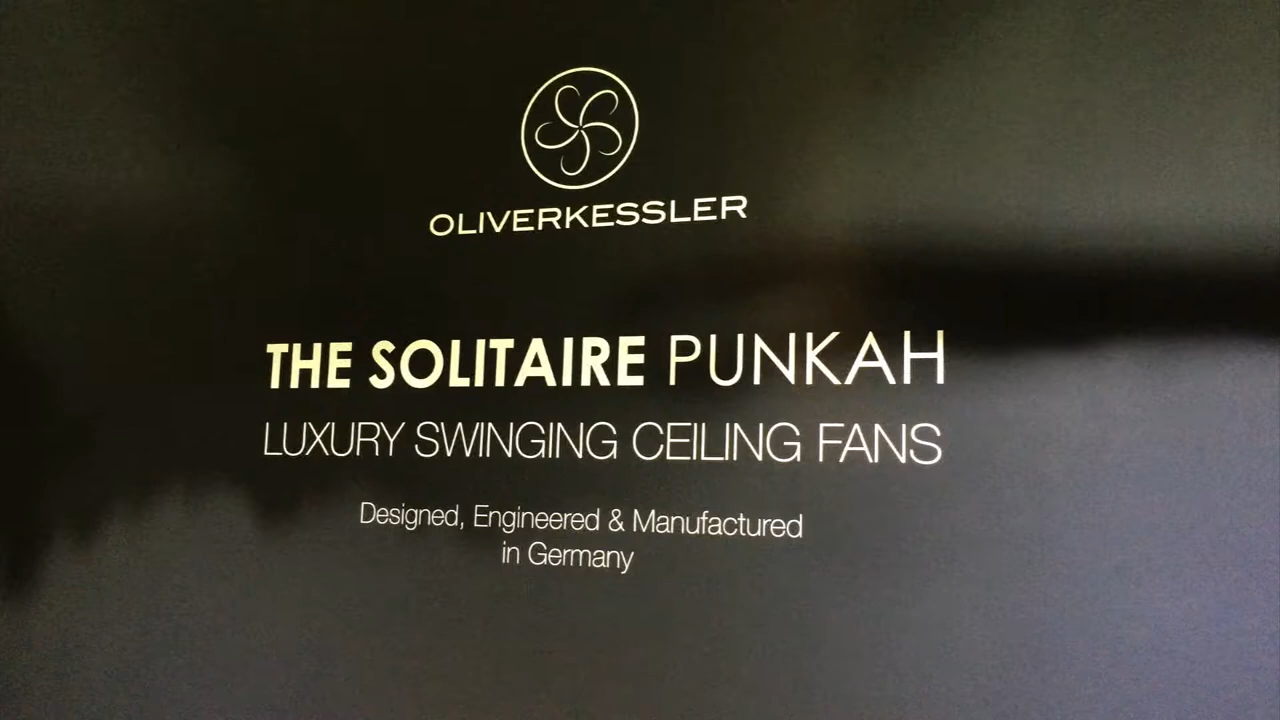 OLIVERKESSLER
THE SOLITAIRE PUNKAH
LUXURY SWINGING CEILING FANS
Designed, Engineered & Manufactured
in Germany